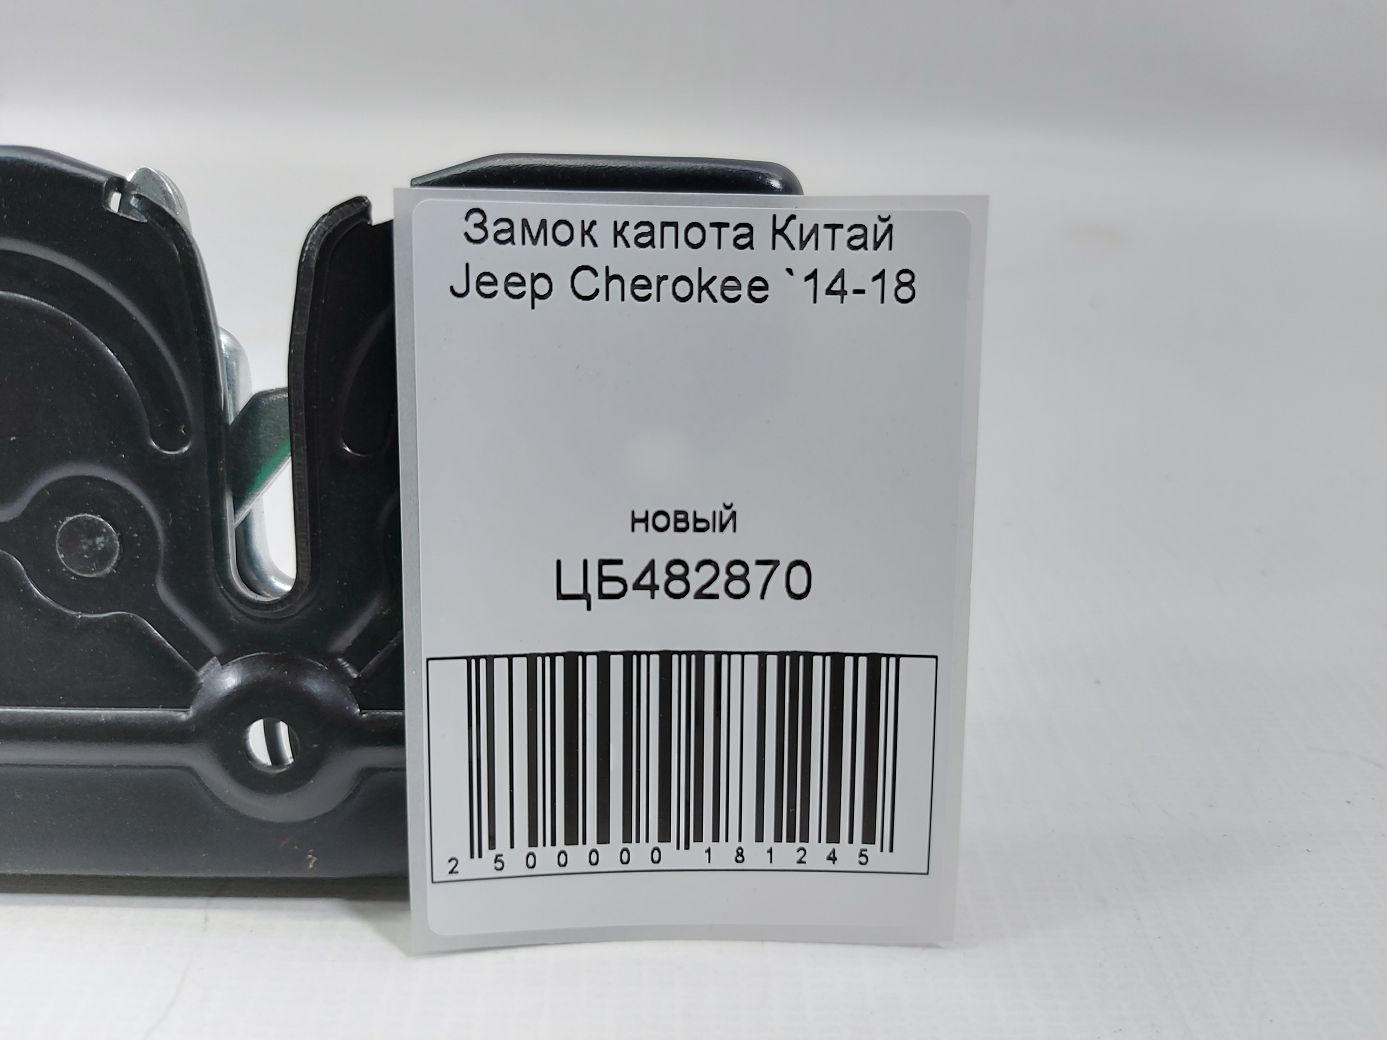 Замок капота Китай
Jeep Cherokee `14-18
новый
ЦБ482870
2 500000 181245